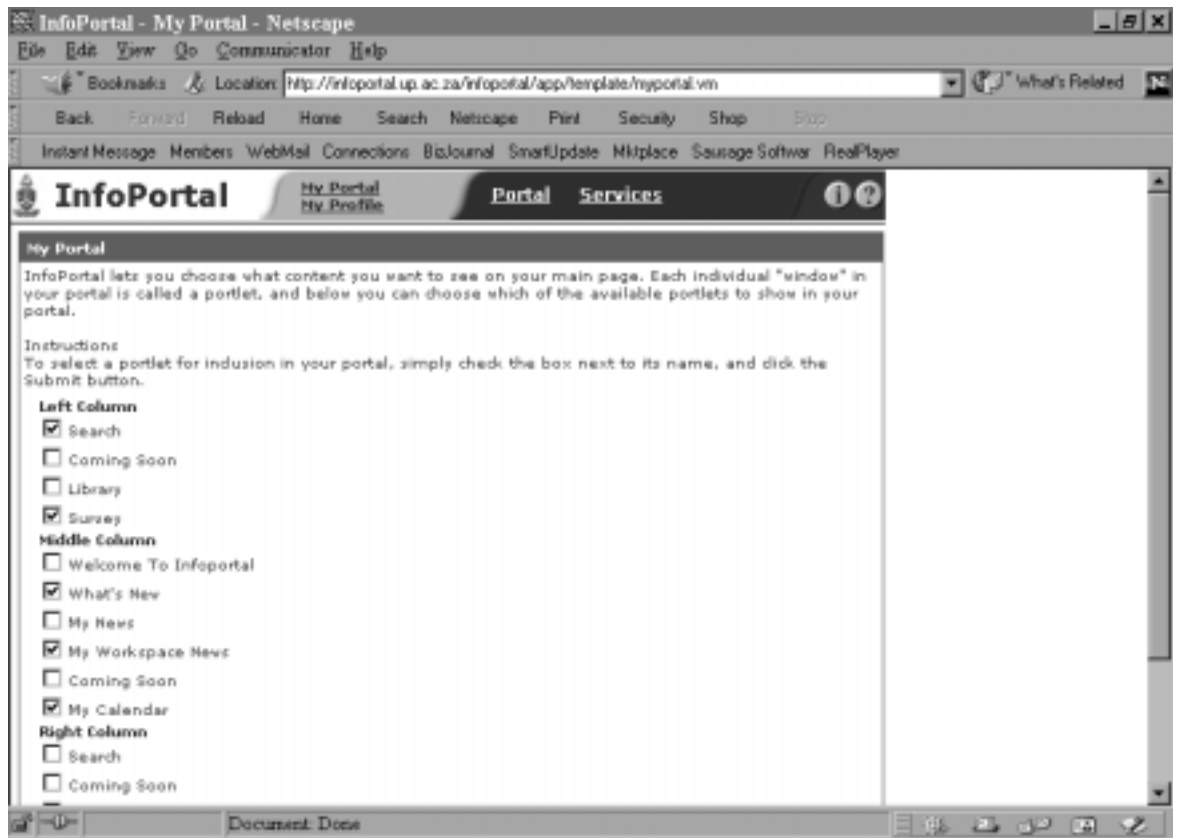 InfoPortal - My Portal - Netscape
File Edit View Go Communicator Help
Bookmarks Location: http://infoportal.up.ac.za/infoportal/app/template/myportal.vm What's Related
Back Forward Reload Home Search Netscape Print Security Shop Stop
Instant Message Members WebMail Connections BizJournal SmartUpdate Mktplace Sausage Softwar RealPlayer
InfoPortal My Portal Portal Services
My Profile
My Portal
InfoPortal lets you choose what content you want to see on your main page. Each individual "window" in
your portal is called a portlet, and below you can choose which of the available portlets to show in your
portal.
Instructions
To select a portlet for inclusion in your portal, simply check the box next to its name, and click the
Submit button.
Left Column
Search
Coming Soon
Library
Survey
Middle Column
Welcome To Infoportal
What's New
My News
My Workspace News
Coming Soon
My Calendar
Right Column
Search
Coming Soon
Document: Done